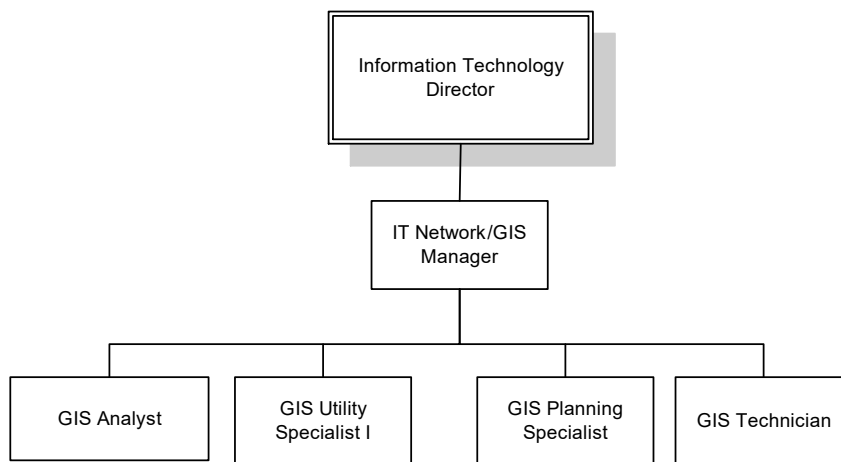 Information Technology
Director
IT Network/GIS
Manager
GIS Analyst
GIS Utility
Specialist I
GIS Planning
Specialist
GIS Technician